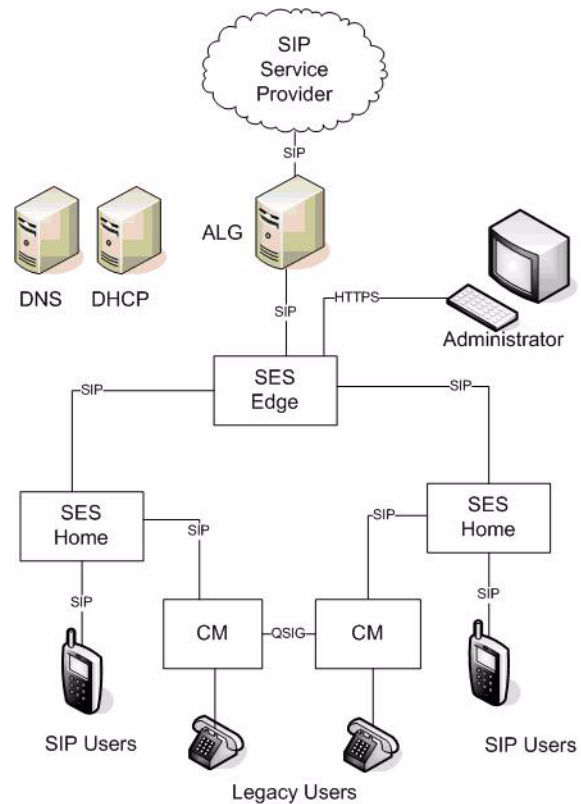 SIP
Service
Provider
SIP
ALG
DNS
DHCP
SIP
HTTPS
Administrator
SES
Edge
SIP
SIP
SES
Home
SES
Home
SIP
SIP
SIP
SIP
CM
QSIG
CM
SIP Users
SIP Users
Legacy Users